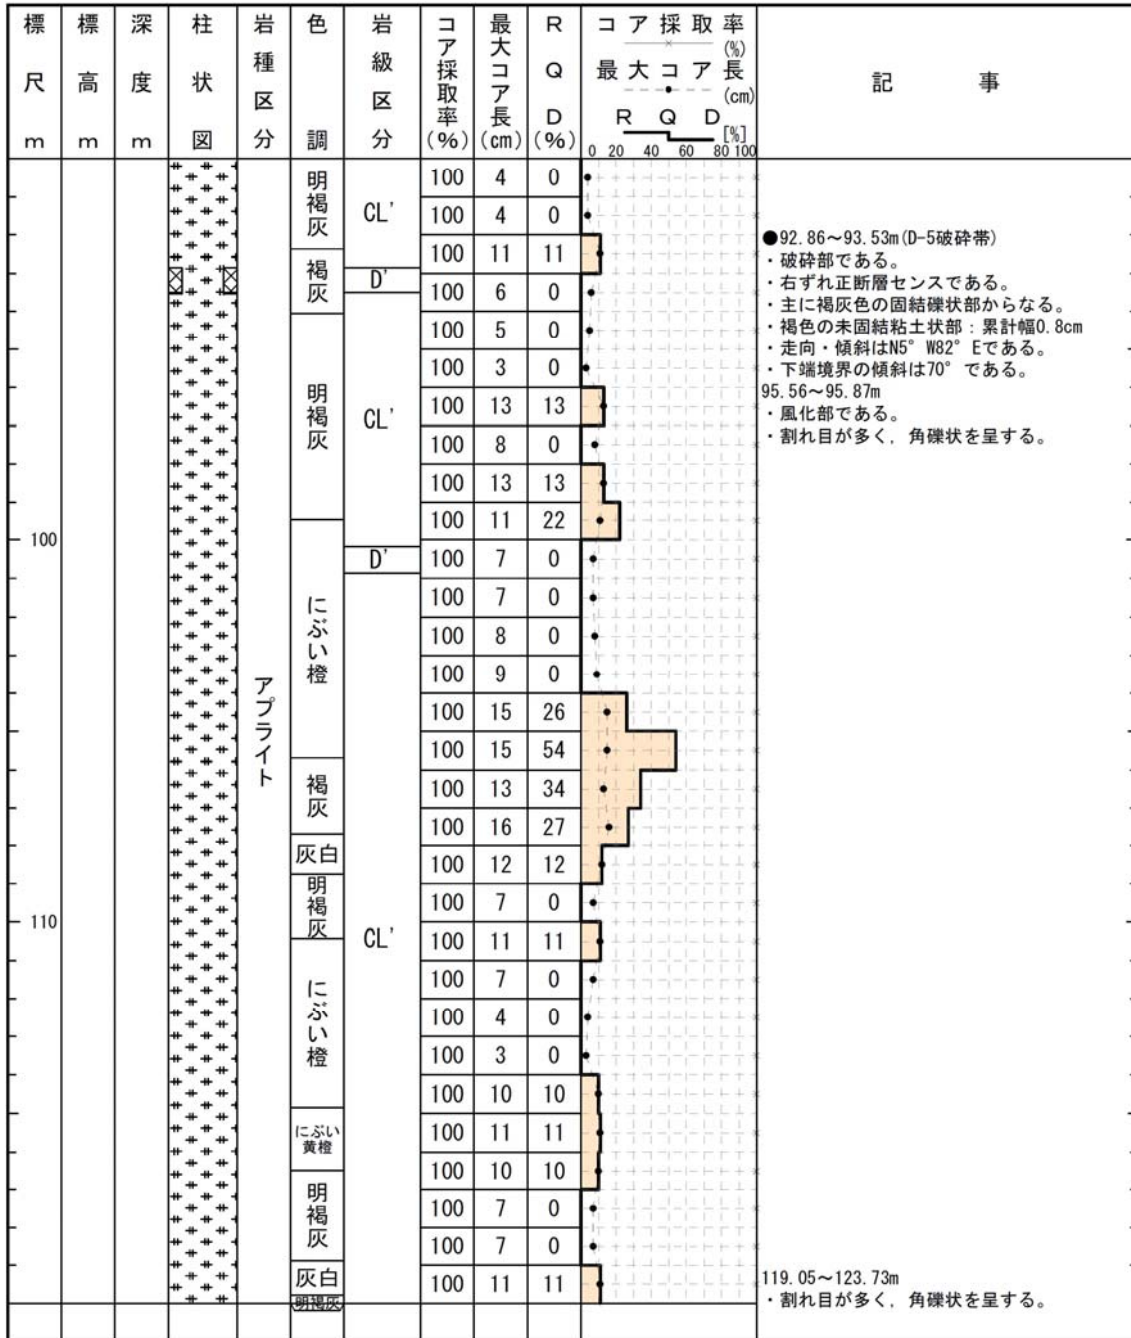 標尺m
標高m
深度m
柱状図
岩種区分
色調
岩級区分
コア採取率(%)
最大コア長(cm)
RQD(%)
コア採取率(%)
最大コア長(cm)
RQD[%]
0 20 40 60 80 100
記事
100
110
アプライト
明褐灰
褐灰
明褐灰
にぶい橙
褐灰
灰白
明褐灰
にぶい橙
にぶい黄橙
明褐灰
灰白
明褐灰
CL'
D'
CL'
D'
CL'
100 4 0
100 4 0
100 11 11
100 6 0
100 5 0
100 3 0
100 13 13
100 8 0
100 13 13
100 11 22
100 7 0
100 7 0
100 8 0
100 9 0
100 15 26
100 15 54
100 13 34
100 16 27
100 12 12
100 7 0
100 11 11
100 7 0
100 4 0
100 3 0
100 10 10
100 11 11
100 10 10
100 7 0
100 7 0
100 11 11
●92.86～93.53m(D-5破砕帯)
・破砕部である。
・右ずれ正断層センスである。
・主に褐灰色の固結礫状部からなる。
・褐色の未固結粘土状部：累計幅0.8cm
・走向・傾斜はN5°W82°Eである。
・下端境界の傾斜は70°である。
95.56～95.87m
・風化部である。
・割れ目が多く，角礫状を呈する。
119.05～123.73m
・割れ目が多く，角礫状を呈する。